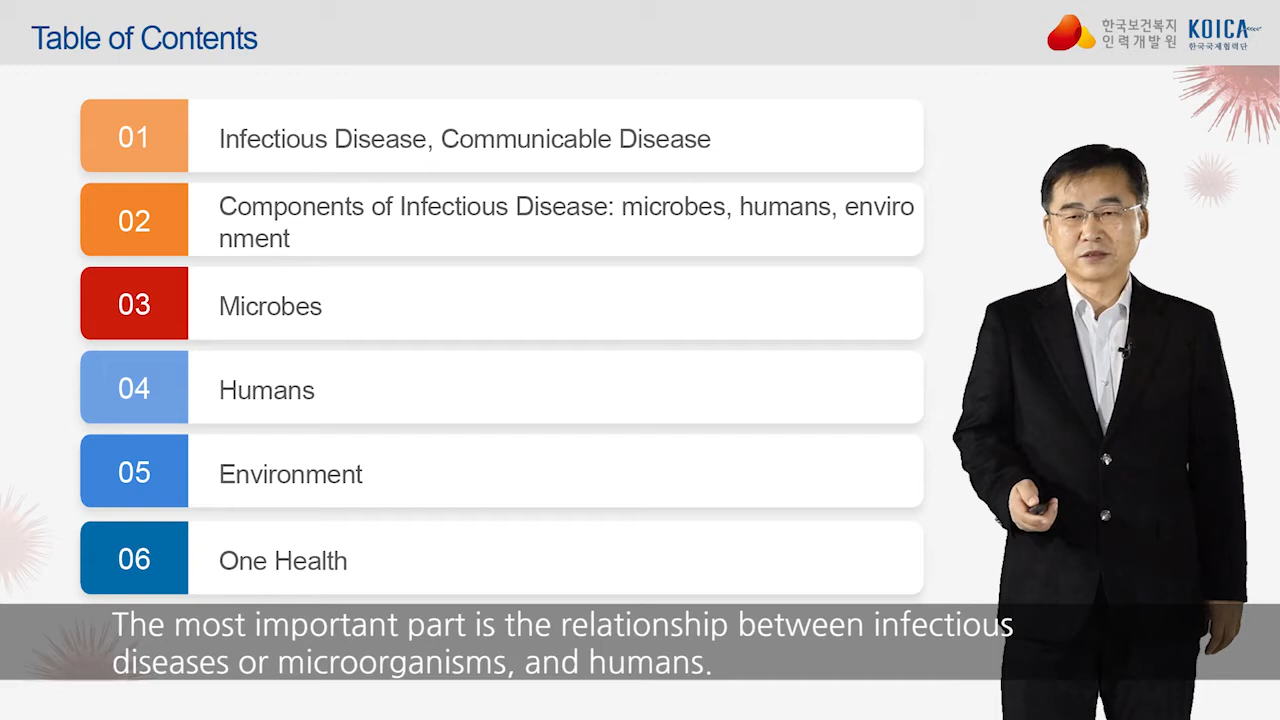 Table of Contents
한국보건복지
인력개발원
KOICA
한국국제협력단
01
Infectious Disease, Communicable Disease
02
Components of Infectious Disease: microbes, humans, enviro
nment
03
Microbes
04
Humans
05
Environment
06
One Health
The most important part is the relationship between infectious
diseases or microorganisms, and humans.